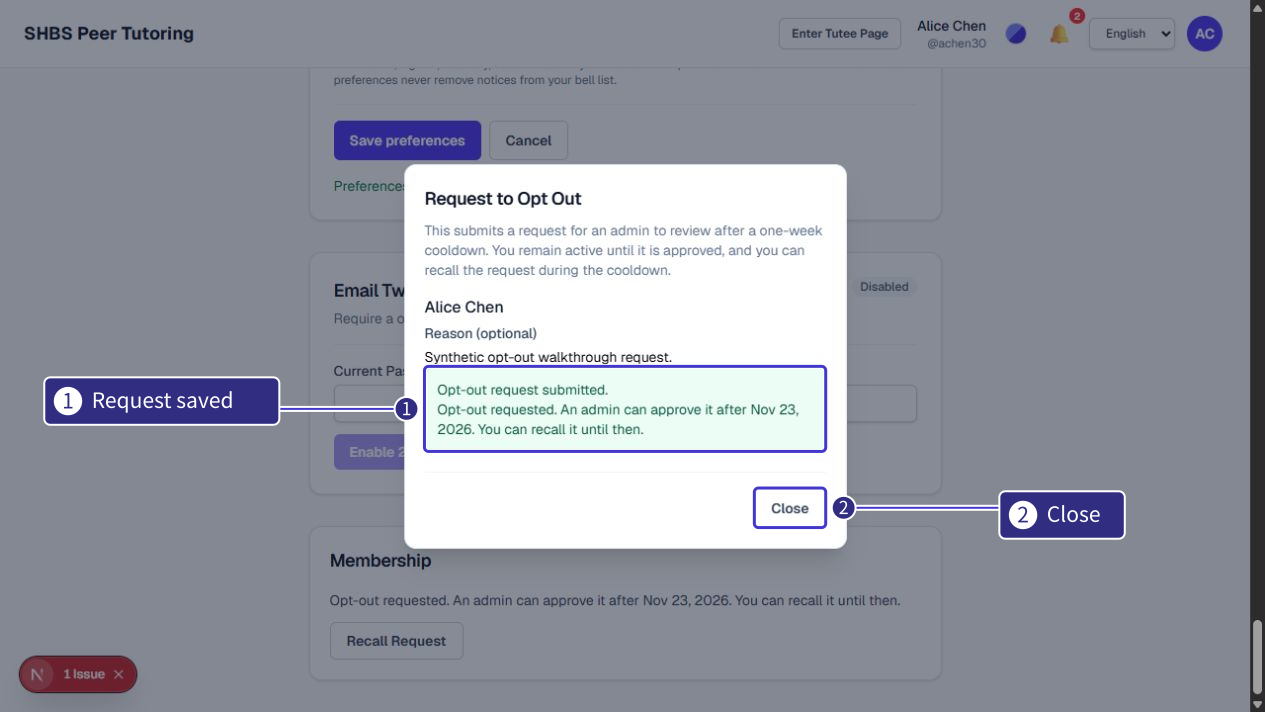 SHBS Peer Tutoring
Enter Tutee Page
Alice Chen
@achen30
2
English
AC
preferences never remove notices from your bell list.
Save preferences
Cancel
Preferences
Request to Opt Out
This submits a request for an admin to review after a one-week
cooldown. You remain active until it is approved, and you can
recall the request during the cooldown.
Alice Chen
Reason (optional)
Synthetic opt-out walkthrough request.
Opt-out request submitted.
Opt-out requested. An admin can approve it after Nov 23,
2026. You can recall it until then.
Close
Email Tw
Disabled
Require a o
Current Pas
Enable 2
1 Request saved
1
2
2 Close
Membership
Opt-out requested. An admin can approve it after Nov 23, 2026. You can recall it until then.
Recall Request
N 1 Issue